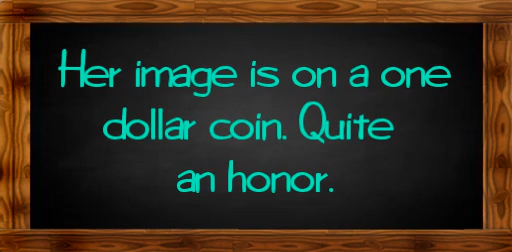 Her image is on a one
dollar coin. Quite
an honor.